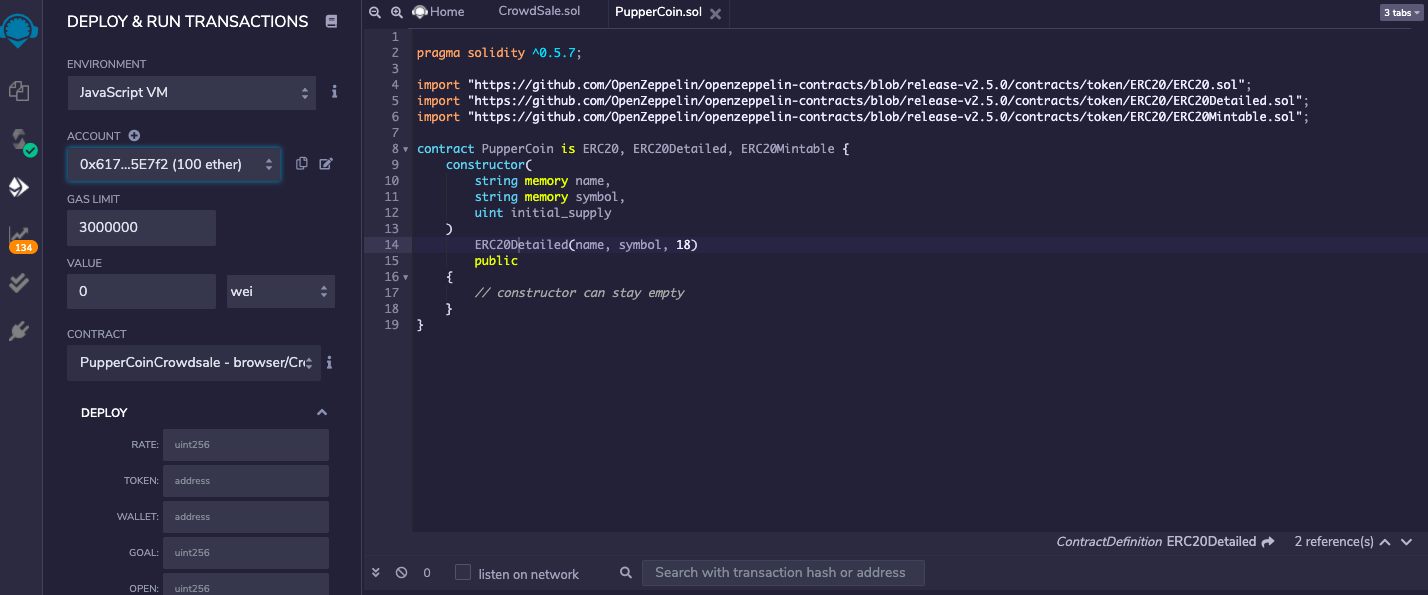 DEPLOY & RUN TRANSACTIONS
ENVIRONMENT
JavaScript VM
i
ACCOUNT
0x617...5E7f2 (100 ether)
GAS LIMIT
3000000
134
VALUE
0
wei
CONTRACT
PupperCoinCrowdsale - browser/Cr
i
DEPLOY
RATE:
uint256
TOKEN:
address
WALLET:
address
GOAL:
uint256
OPEN:
uint256
Home
CrowdSale.sol
PupperCoin.sol
3 tabs
1
2 pragma solidity ^0.5.7;
3
4 import "https://github.com/OpenZeppelin/openzeppelin-contracts/blob/release-v2.5.0/contracts/token/ERC20/ERC20.sol";
5 import "https://github.com/OpenZeppelin/openzeppelin-contracts/blob/release-v2.5.0/contracts/token/ERC20/ERC20Detailed.sol";
6 import "https://github.com/OpenZeppelin/openzeppelin-contracts/blob/release-v2.5.0/contracts/token/ERC20/ERC20Mintable.sol";
7
8 contract PupperCoin is ERC20, ERC20Detailed, ERC20Mintable {
9 constructor(
10 string memory name,
11 string memory symbol,
12 uint initial_supply
13 )
14 ERC20Detailed(name, symbol, 18)
15 public
16 {
17 // constructor can stay empty
18 }
19 }
ContractDefinition ERC20Detailed 2 reference(s)
0
listen on network
Search with transaction hash or address